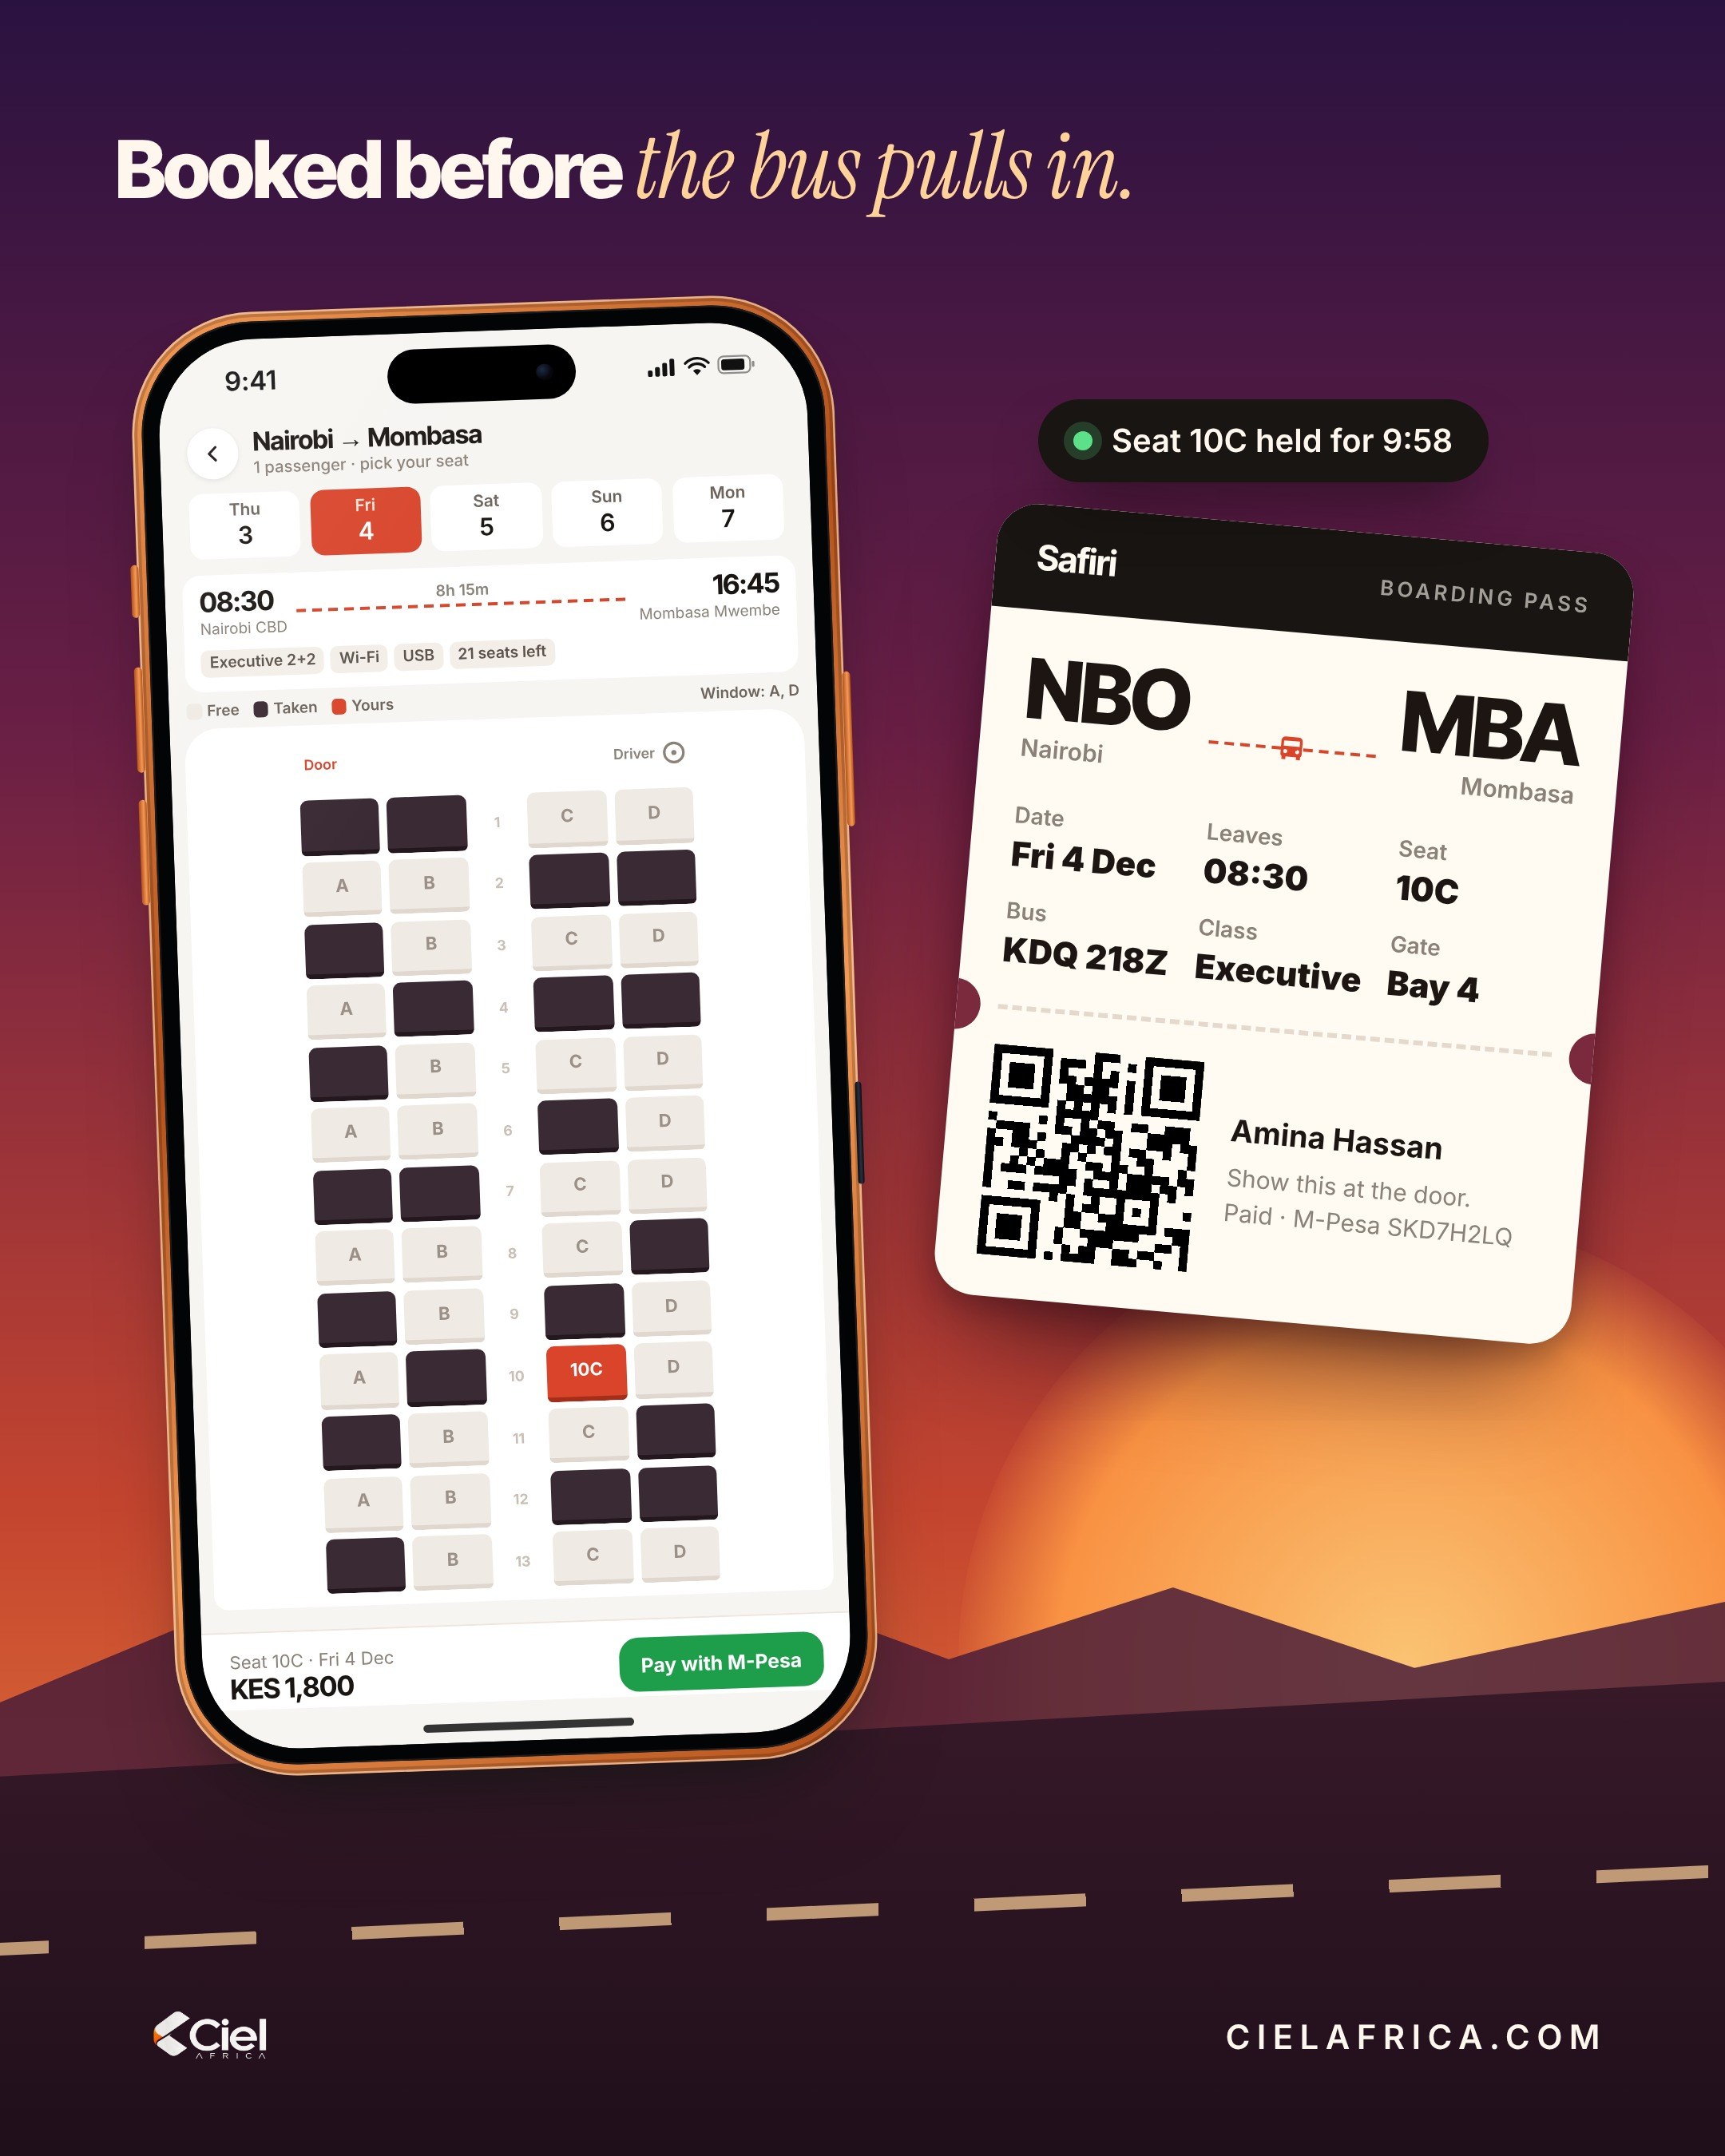 Booked before the bus pulls in.
9:41
Nairobi → Mombasa
1 passenger · pick your seat
Thu Fri Sat Sun Mon
3 4 5 6 7
08:30 8h 15m 16:45
Nairobi CBD Mombasa Mwembe
Executive 2+2 Wi-Fi USB 21 seats left
Free Taken Yours Window: A, D
Door Driver
1 C D
A B 2
B 3 C D
A 4
B 5 C D
A B 6 D
7 C D
A B 8 C
B 9 D
A 10 10C D
B 11 C
A B 12
B 13 C D
Seat 10C · Fri 4 Dec
KES 1,800
Pay with M-Pesa
Seat 10C held for 9:58
Safiri BOARDING PASS
NBO MBA
Nairobi Mombasa
Date Leaves Seat
Fri 4 Dec 08:30 10C
Bus Class Gate
KDQ 218Z Executive Bay 4
Amina Hassan
Show this at the door.
Paid · M-Pesa SKD7H2LQ
Ciel
AFRICA
CIELAFRICA.COM